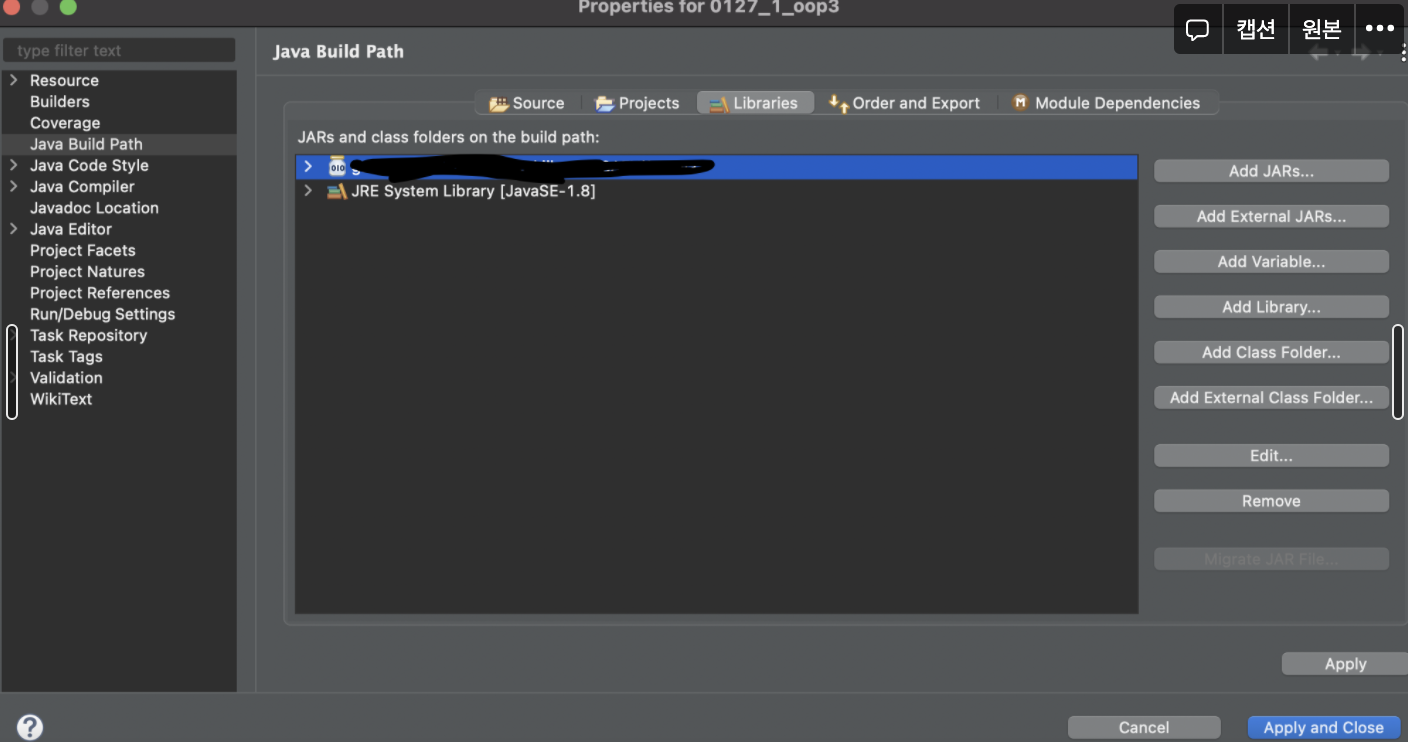 Properties for 0127_1_oop3
캡션
원본
type filter text
Java Build Path
Resource
Builders
Coverage
Java Build Path
Java Code Style
Java Compiler
Javadoc Location
Java Editor
Project Facets
Project Natures
Project References
Run/Debug Settings
Task Repository
Task Tags
Validation
WikiText
Source
Projects
Libraries
Order and Export
Module Dependencies
JARs and class folders on the build path:
JRE System Library [JavaSE-1.8]
Add JARs...
Add External JARs...
Add Variable...
Add Library...
Add Class Folder...
Add External Class Folder...
Edit...
Remove
Migrate JAR File...
Apply
?
Cancel
Apply and Close